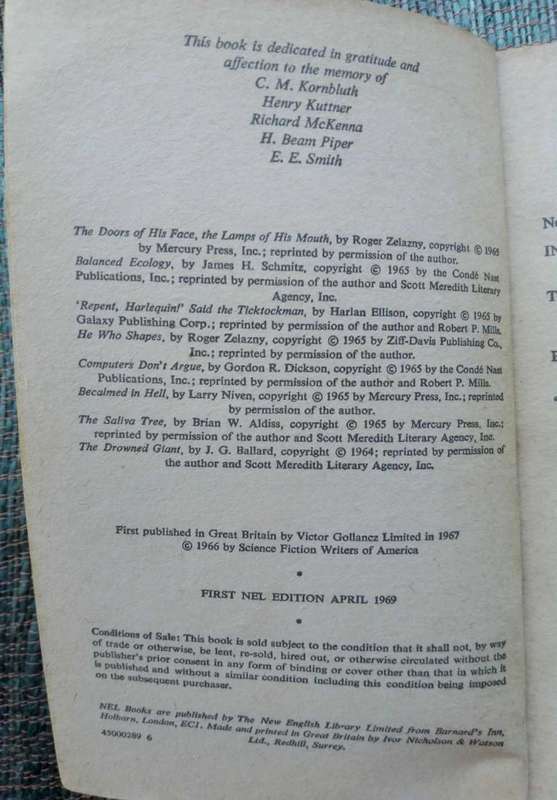 This book is dedicated in gratitude and
affection to the memory of
C. M. Kornbluth
Henry Kuttner
Richard McKenna
H. Beam Piper
E. E. Smith
The Doors of His Face, the Lamps of His Mouth, by Roger Zelazny, copyright © 1965
by Mercury Press, Inc.; reprinted by permission of the author.
Balanced Ecology, by James H. Schmitz, copyright © 1965 by the Condé Nast
Publications, Inc.; reprinted by permission of the author and Scott Meredith Literary
Agency, Inc.
'Repent, Harlequin!' Said the Ticktockman, by Harlan Ellison, copyright © 1965 by
Galaxy Publishing Corp.; reprinted by permission of the author and Robert P. Mills.
He Who Shapes, by Roger Zelazny, copyright © 1965 by Ziff-Davis Publishing Co.,
Inc.; reprinted by permission of the author.
Computers Don't Argue, by Gordon R. Dickson, copyright © 1965 by the Condé Nast
Publications, Inc.; reprinted by permission of the author and Robert P. Mills.
Becalmed in Hell, by Larry Niven, copyright © 1965 by Mercury Press, Inc.; reprinted
by permission of the author.
The Saliva Tree, by Brian W. Aldiss, copyright © 1965 by Mercury Press, Inc.;
reprinted by permission of the author and Scott Meredith Literary Agency, Inc.
The Drowned Giant, by J. G. Ballard, copyright © 1964; reprinted by permission of
the author and Scott Meredith Literary Agency, Inc.
First published in Great Britain by Victor Gollancz Limited in 1967
© 1966 by Science Fiction Writers of America
FIRST NEL EDITION APRIL 1969
Conditions of Sale: This book is sold subject to the condition that it shall not, by way
of trade or otherwise, be lent, re-sold, hired out, or otherwise circulated without the
publisher's prior consent in any form of binding or cover other than that in which it
is published and without a similar condition including this condition being imposed
on the subsequent purchaser.
NEL Books are published by The New English Library Limited from Barnard's Inn,
Holborn, London, EC1. Made and printed in Great Britain by Ivor Nicholson & Watson
Ltd., Redhill, Surrey.
45000289 6